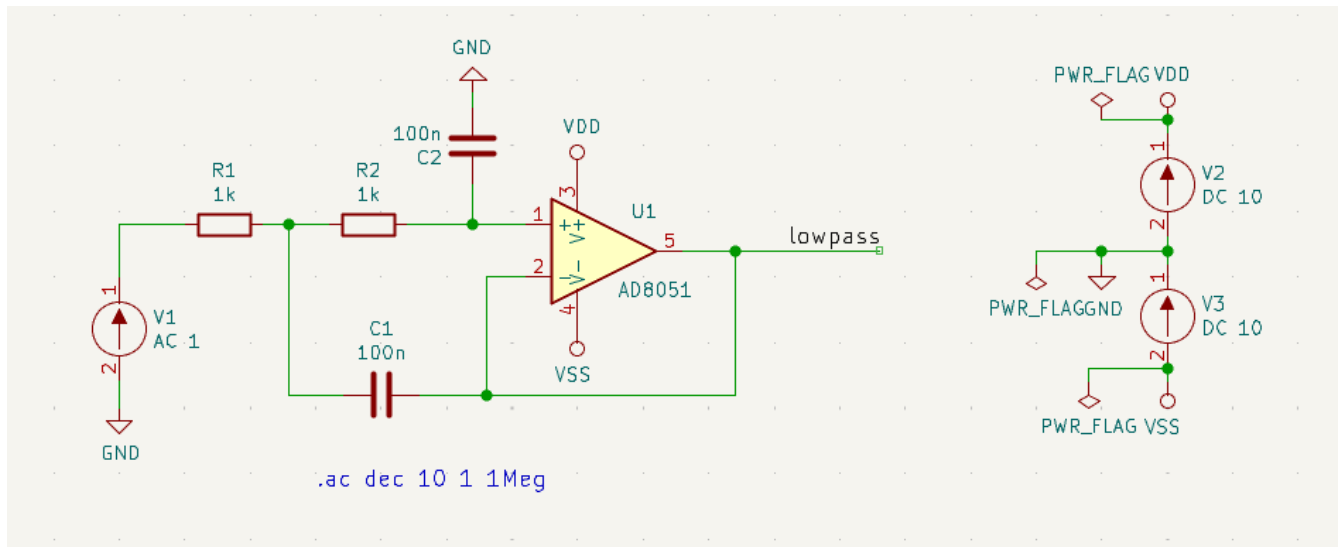 GND
100n
C2
VDD
R1
1k
R2
1k
3
1
U1
+
V+
5
lowpass
2
-
V-
AD8051
4
VSS
C1
100n
1
V1
AC 1
2
GND
.ac dec 10 1 1Meg
PWR_FLAG VDD
1
V2
DC 10
2
PWR_FLAGGND
1
V3
DC 10
2
PWR_FLAG VSS